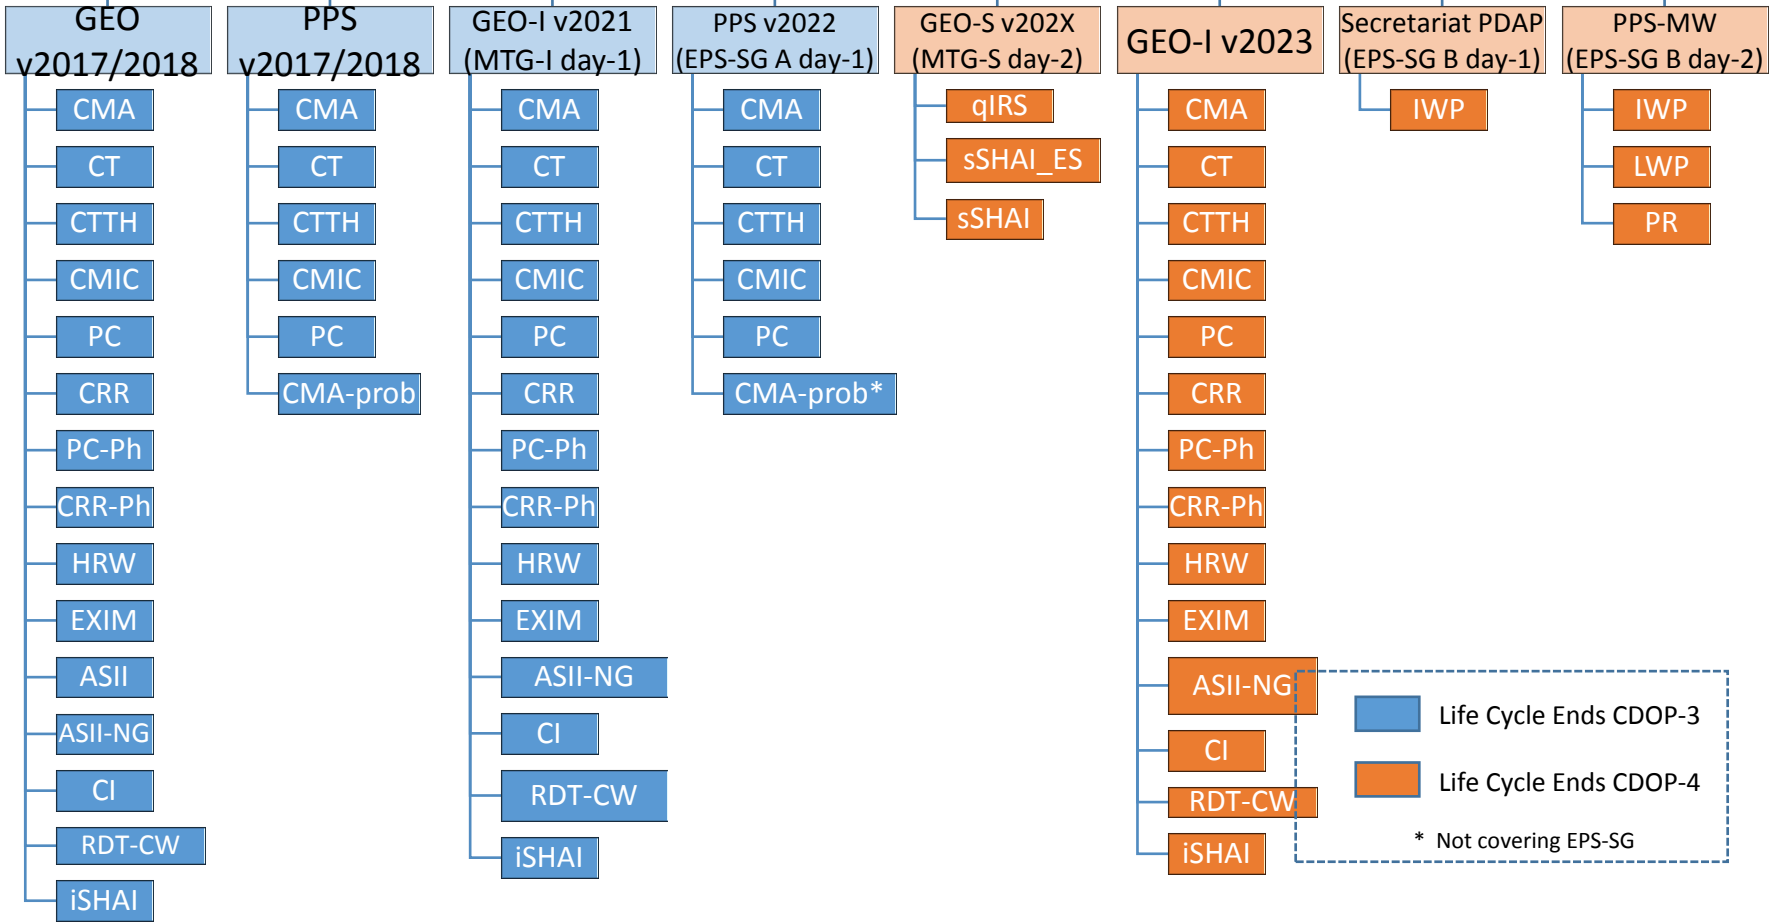 GEO
v2017/2018
CMA
CT
CTTH
CMIC
PC
CRR
PC-Ph
CRR-Ph
HRW
EXIM
ASII
ASII-NG
CI
RDT-CW
iSHAI
PPS
v2017/2018
CMA
CT
CTTH
CMIC
PC
CMA-prob
GEO-I v2021
(MTG-I day-1)
CMA
CT
CTTH
CMIC
PC
CRR
PC-Ph
CRR-Ph
HRW
EXIM
ASII-NG
CI
RDT-CW
iSHAI
PPS v2022
(EPS-SG A day-1)
CMA
CT
CTTH
CMIC
PC
CMA-prob*
GEO-S v202X
(MTG-S day-2)
qIRS
sSHAI_ES
sSHAI
GEO-I v2023
CMA
CT
CTTH
CMIC
PC
CRR
PC-Ph
CRR-Ph
HRW
EXIM
ASII-NG
CI
RDT-CW
iSHAI
Secretariat PDAP
(EPS-SG B day-1)
IWP
PPS-MW
(EPS-SG B day-2)
IWP
LWP
PR
Life Cycle Ends CDOP-3
Life Cycle Ends CDOP-4
* Not covering EPS-SG